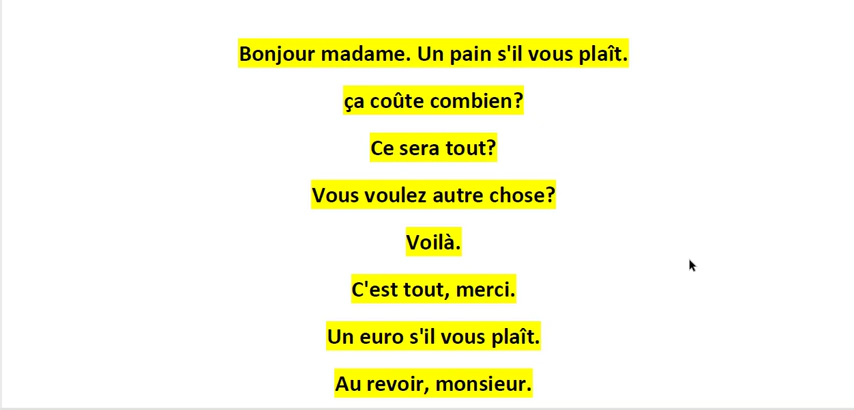 Bonjour madame. Un pain s'il vous plaît.
ça coûte combien?
Ce sera tout?
Vous voulez autre chose?
Voilà.
C'est tout, merci.
Un euro s'il vous plaît.
Au revoir, monsieur.